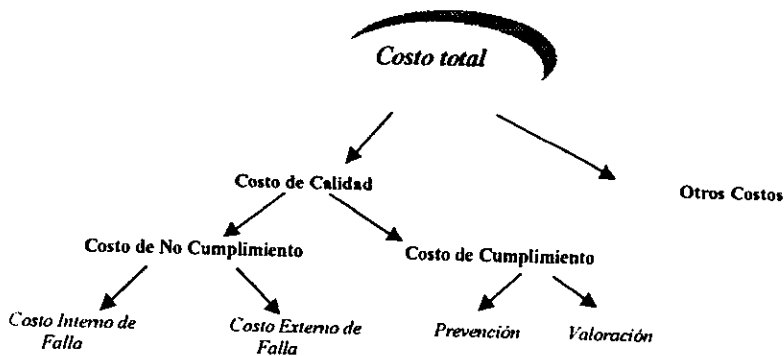 Costo total
Costo de Calidad
Otros Costos
Costo de No Cumplimiento
Costo de Cumplimiento
Costo Interno de
Falla
Costo Externo de
Falla
Prevención
Valoración